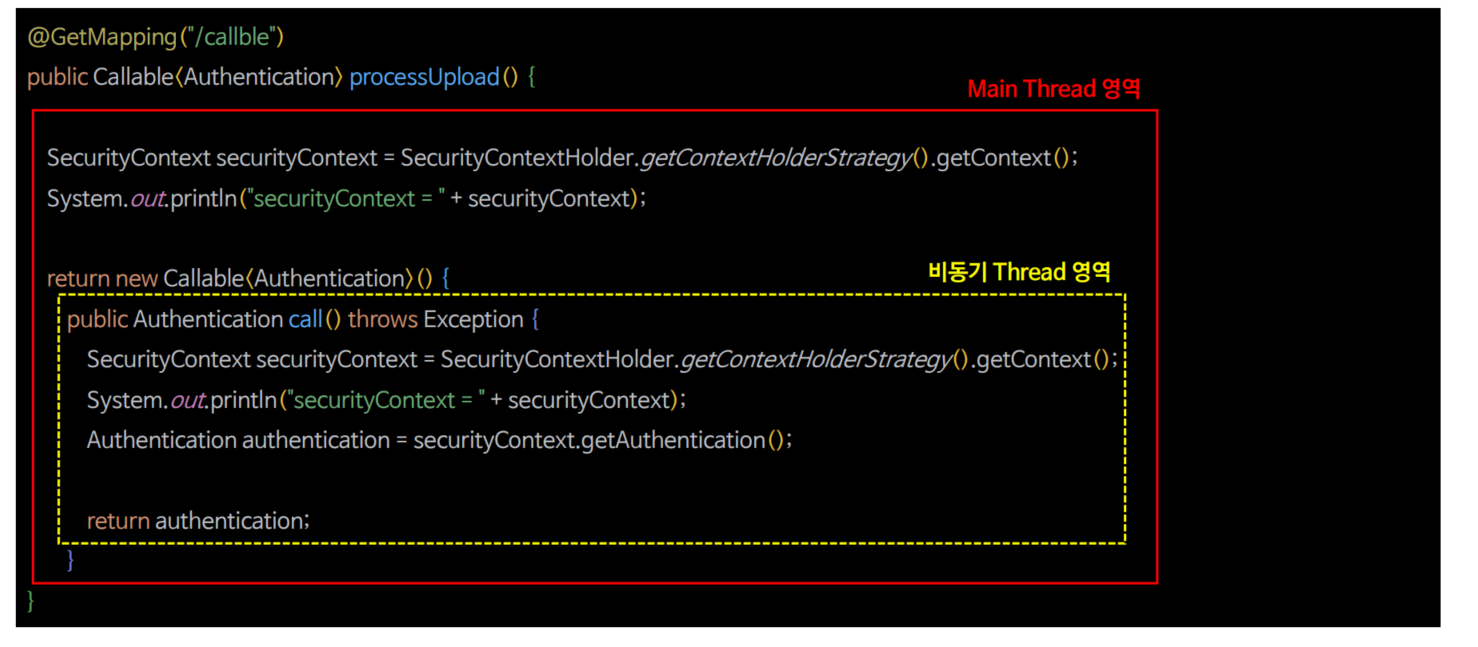 @GetMapping("/callble")
public Callable<Authentication> processUpload() {
Main Thread 영역
SecurityContext securityContext = SecurityContextHolder.getContextHolderStrategy().getContext();
System.out.println("securityContext = " + securityContext);
return new Callable<Authentication>() {
비동기 Thread 영역
public Authentication call() throws Exception {
SecurityContext securityContext = SecurityContextHolder.getContextHolderStrategy().getContext();
System.out.println("securityContext = " + securityContext);
Authentication authentication = securityContext.getAuthentication();
return authentication;
}
}